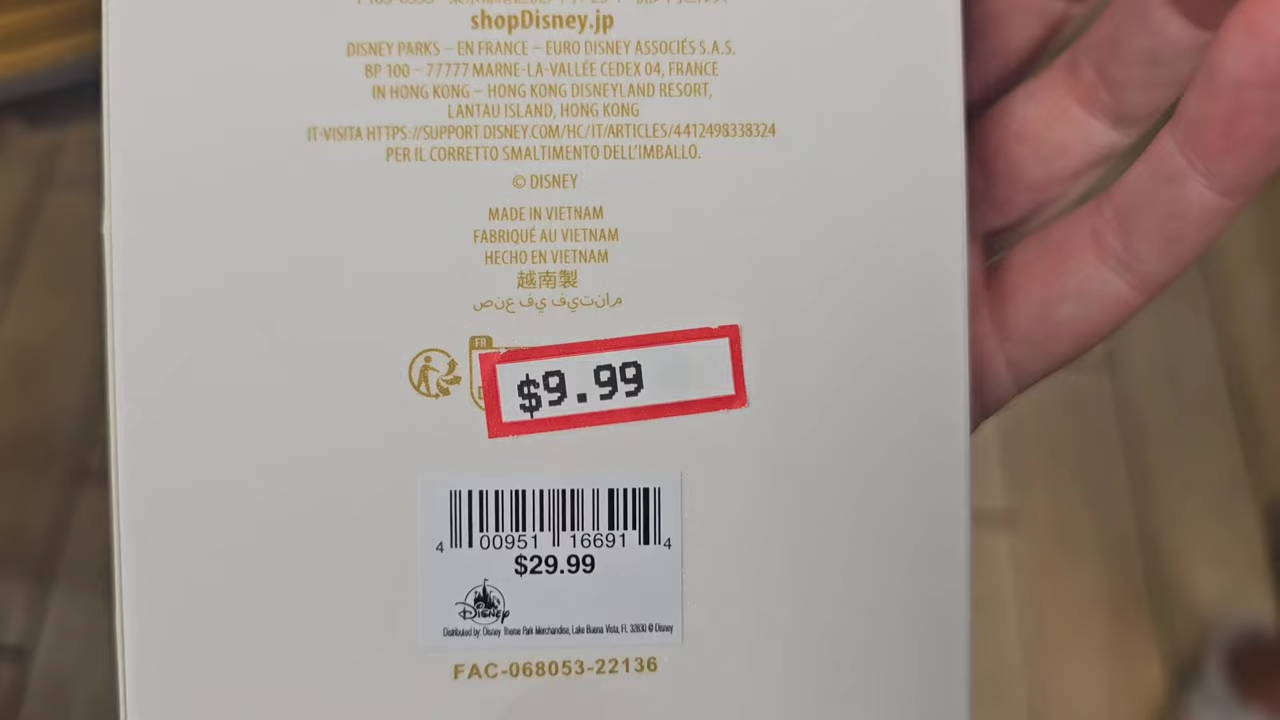 shopDisney.jp
DISNEY PARKS – EN FRANCE – EURO DISNEY ASSOCIÉS S.A.S.
BP 100 – 77777 MARNE-LA-VALLÉE CEDEX 04, FRANCE
IN HONG KONG – HONG KONG DISNEYLAND RESORT,
LANTAU ISLAND, HONG KONG
IT-VISITA HTTPS://SUPPORT.DISNEY.COM/HC/IT/ARTICLES/4412498338324
PER IL CORRETTO SMALTIMENTO DELL'IMBALLO.
© DISNEY
MADE IN VIETNAM
FABRIQUÉ AU VIETNAM
HECHO EN VIETNAM
越南製
مانتيف يف عنص
FR
$9.99
4 00951 16691 4
$29.99
Disney
Distributed by: Disney Theme Park Merchandise, Lake Buena Vista, FL 32830 © Disney
FAC-068053-22136